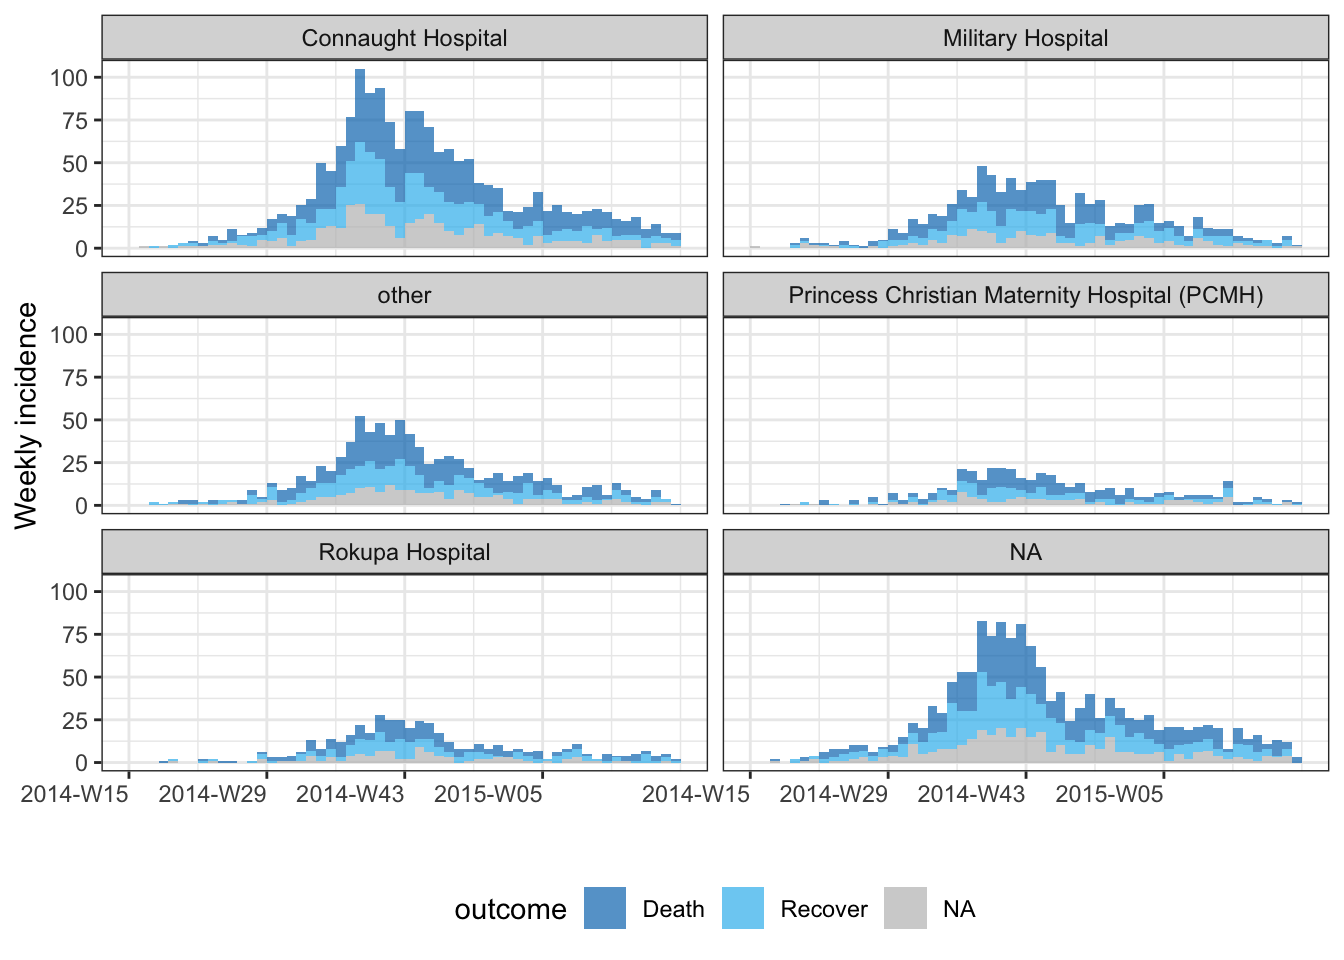 Connaught Hospital
Military Hospital
100
75
50
25
0
other
Princess Christian Maternity Hospital (PCMH)
100
75
50
25
0
Weekly incidence
Rokupa Hospital
NA
100
75
50
25
0
2014-W15 2014-W29 2014-W43 2015-W05
2014-W15 2014-W29 2014-W43 2015-W05
outcome Death Recover NA